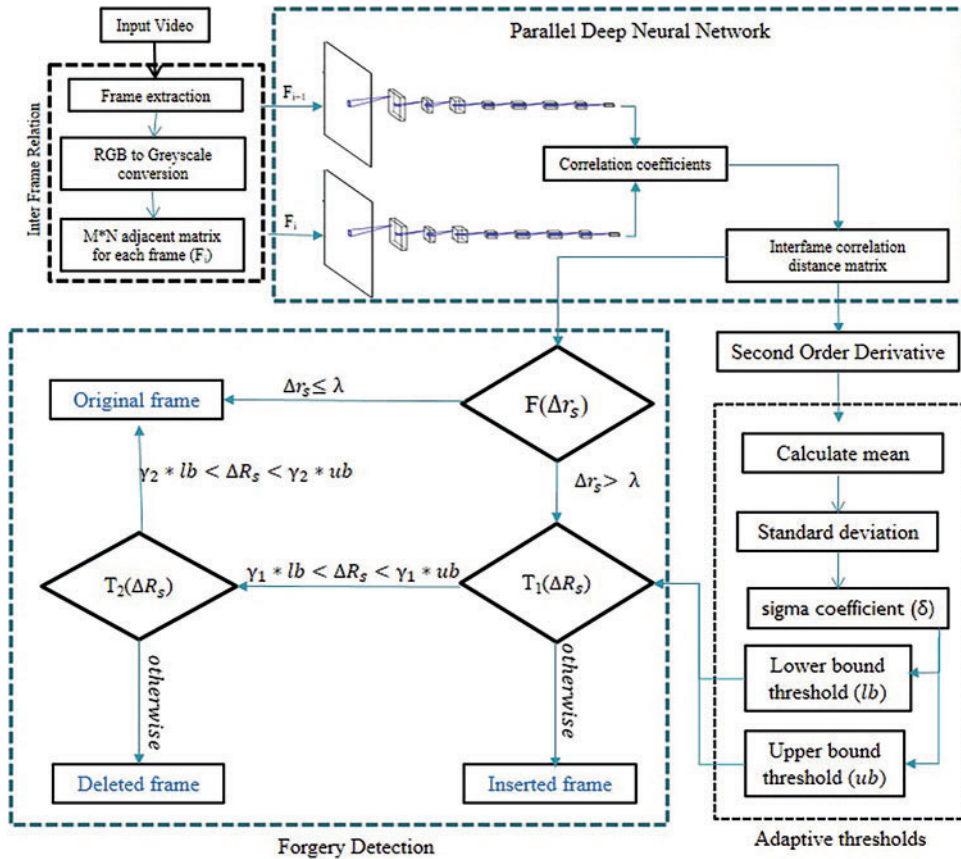 Input Video
Inter Frame Relation
Frame extraction
RGB to Greyscale
conversion
M*N adjacent matrix
for each frame (Fᵢ)
Parallel Deep Neural Network
Fᵢ₋₁
Fᵢ
Correlation coefficients
Interfame correlation
distance matrix
Second Order Derivative
Calculate mean
Standard deviation
sigma coefficient (δ)
Lower bound
threshold (lb)
Upper bound
threshold (ub)
Adaptive thresholds
F(Δrₛ)
Δrₛ ≤ λ
Original frame
Δrₛ > λ
γ₂ * lb < ΔRₛ < γ₂ * ub
T₁(ΔRₛ)
γ₁ * lb < ΔRₛ < γ₁ * ub
T₂(ΔRₛ)
otherwise
otherwise
Deleted frame
Inserted frame
Forgery Detection